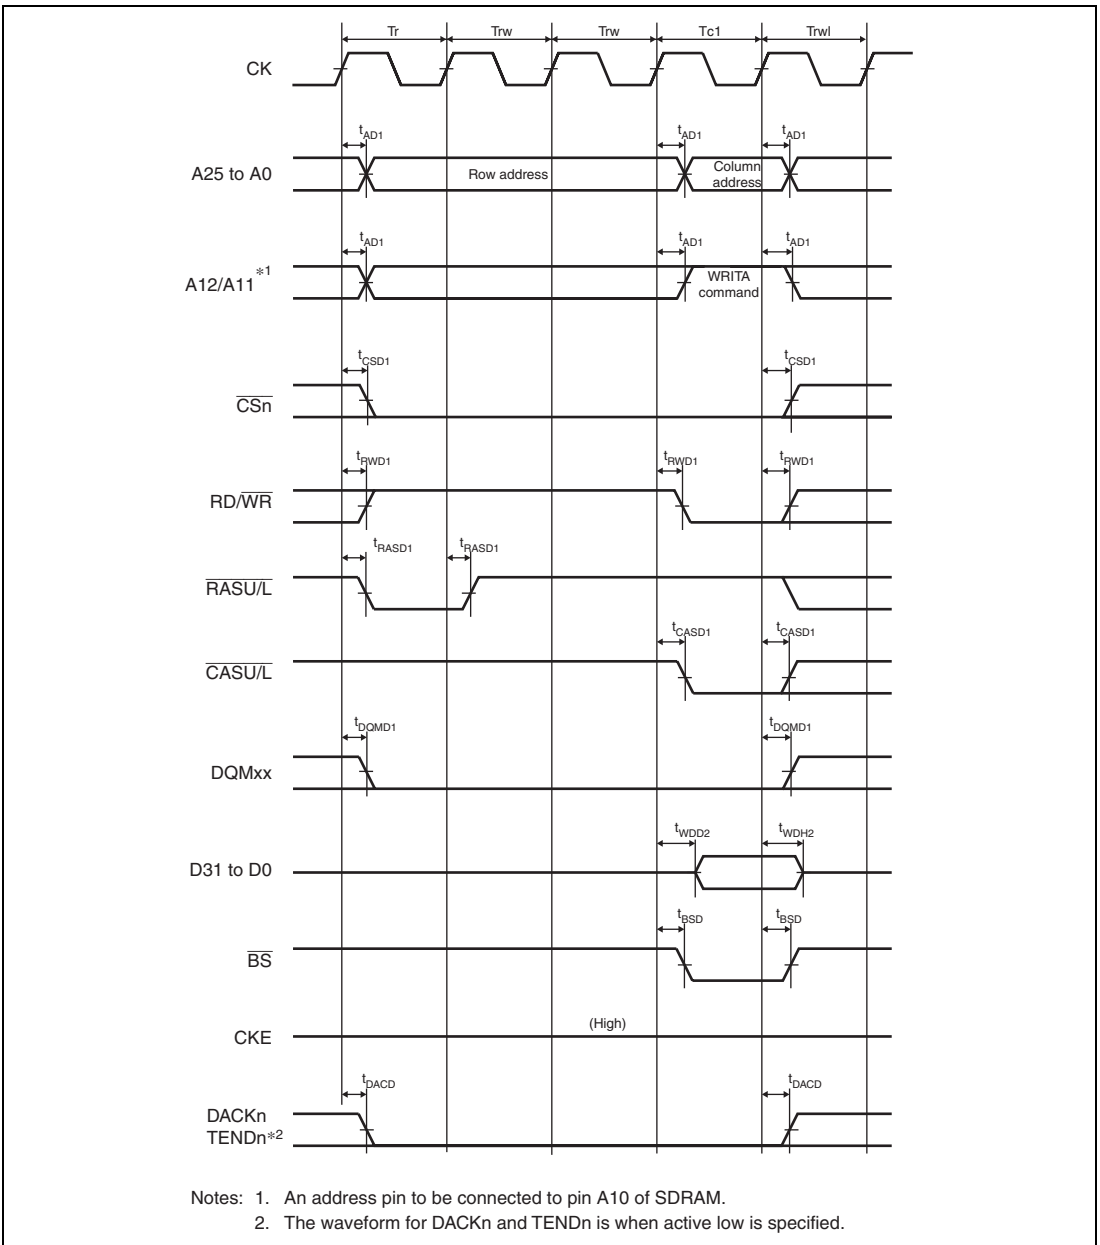 Tr Trw Trw Tc1 Trwl
CK
tAD1 tAD1 tAD1
A25 to A0 Row address Column address
tAD1 tAD1 tAD1
A12/A11*1 WRITA command
tCSD1 tCSD1
CSn
tRWD1 tRWD1 tRWD1
RD/WR
tRASD1 tRASD1
RASU/L
tCASD1 tCASD1
CASU/L
tDQMD1 tDQMD1
DQMxx
tWDD2 tWDH2
D31 to D0
tBSD tBSD
BS
(High)
CKE
tDACD tDACD
DACKn
TENDn*2
Notes: 1. An address pin to be connected to pin A10 of SDRAM.
2. The waveform for DACKn and TENDn is when active low is specified.